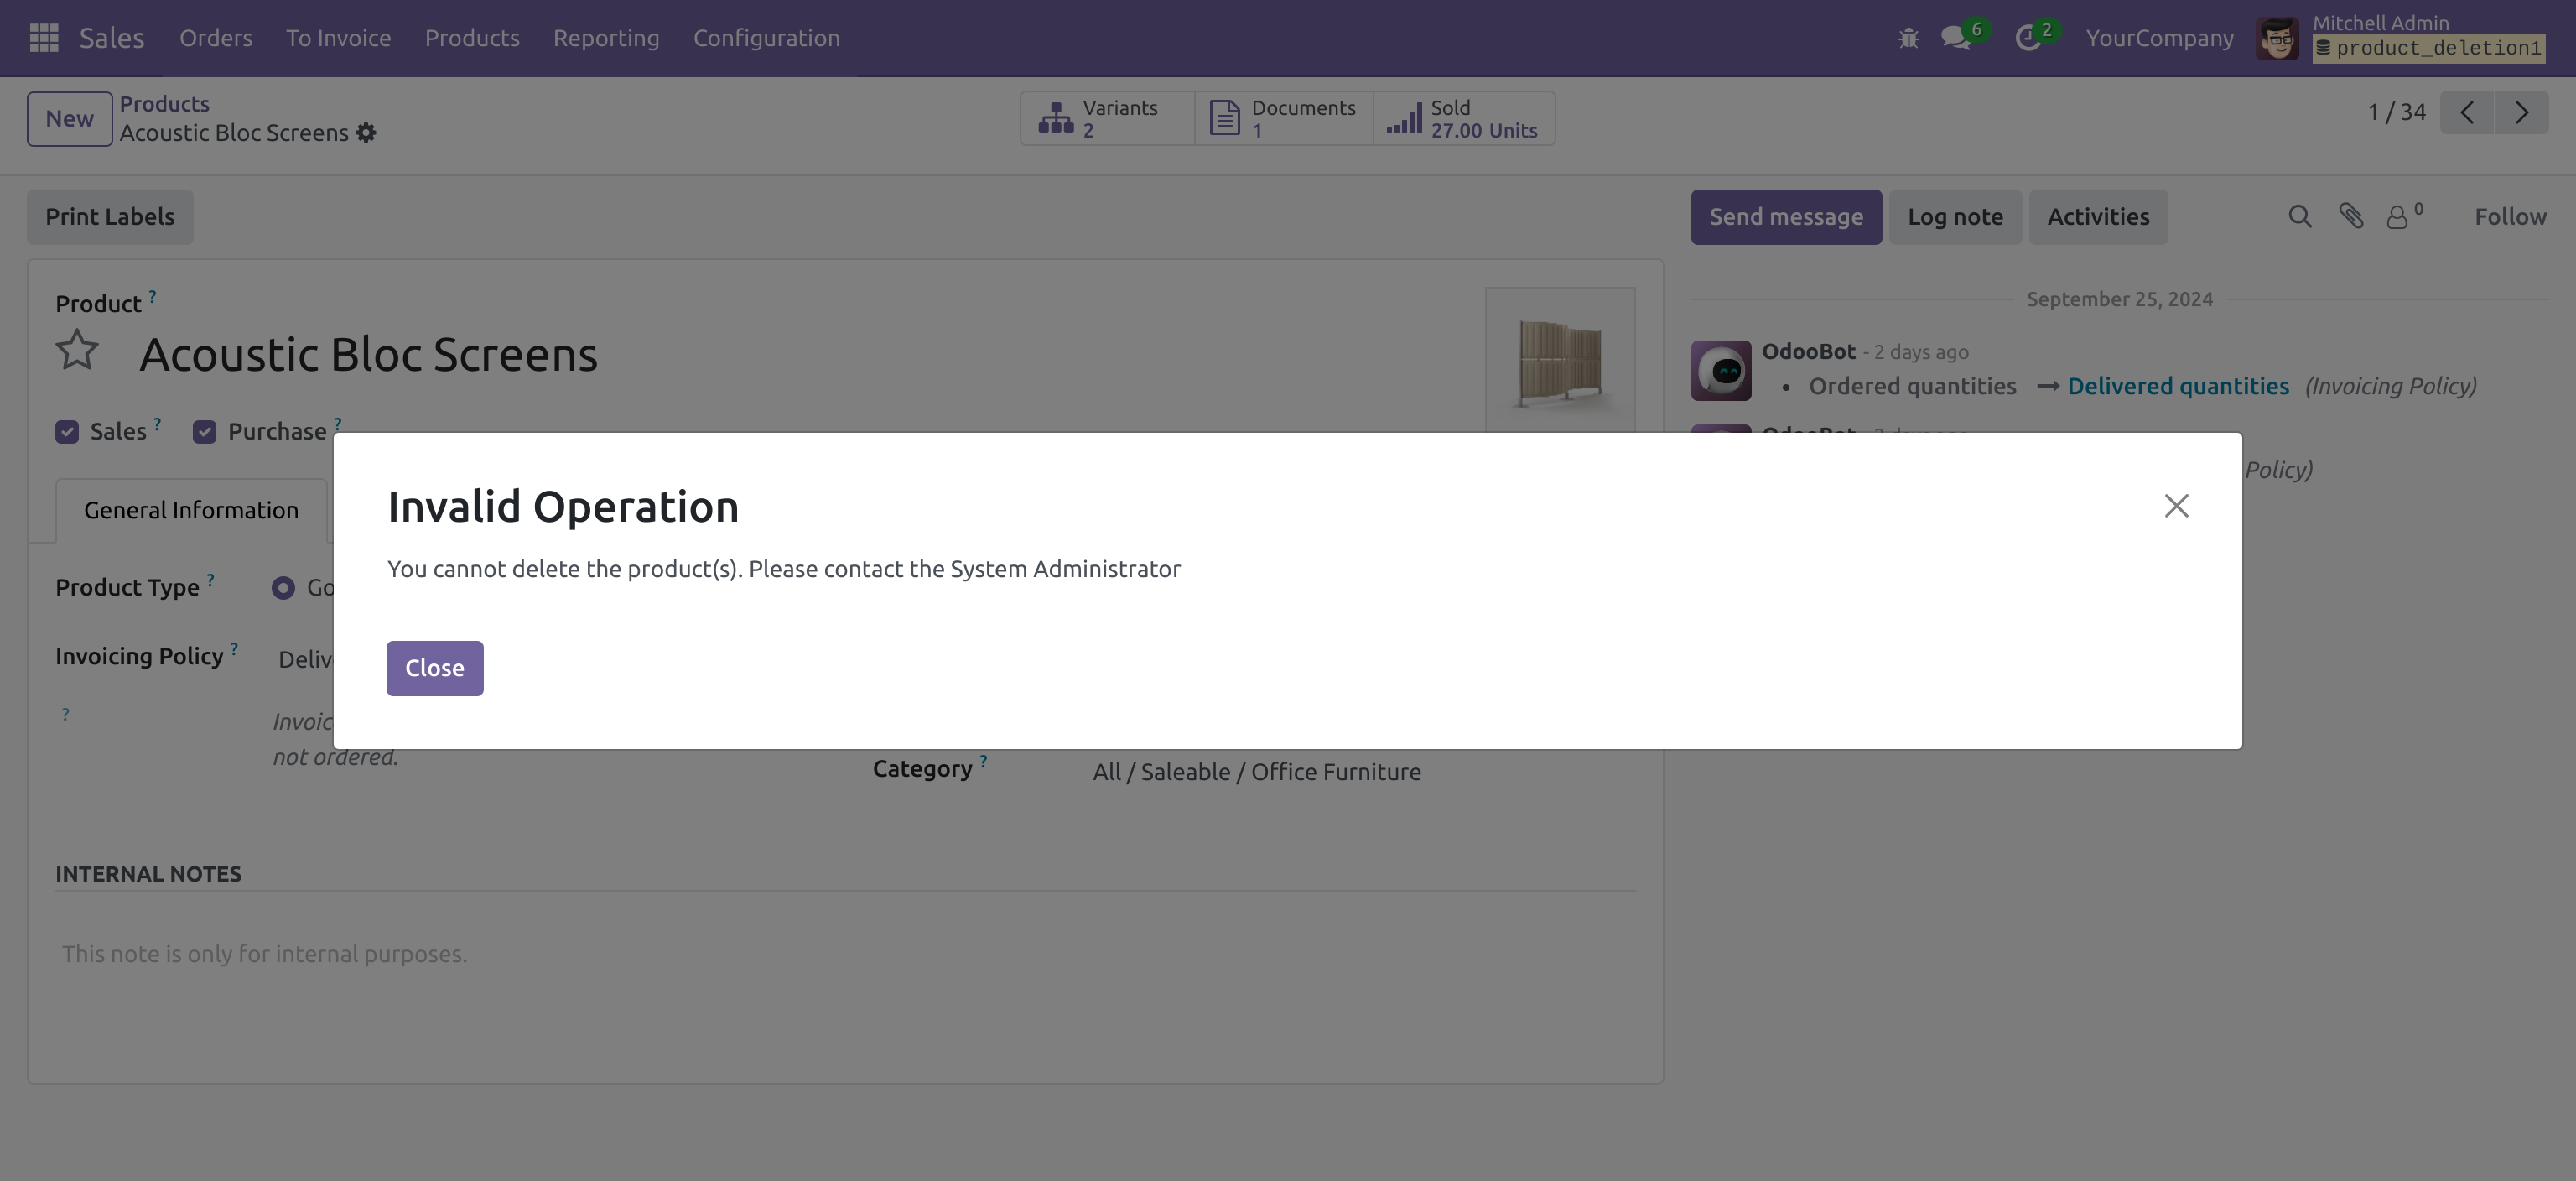 Sales Orders To Invoice Products Reporting Configuration 6 2 YourCompany Mitchell Admin
product_deletion1
New Products
Acoustic Bloc Screens
Variants
2
Documents
1
Sold
27.00 Units
1 / 34
Print Labels
Send message Log note Activities 0 Follow
Product ?
Acoustic Bloc Screens
Sales ? Purchase ?
General Information
Product Type ? Go
Invoicing Policy ? Deliv
? Invoic
not ordered.
Category ? All / Saleable / Office Furniture
INTERNAL NOTES
This note is only for internal purposes.
September 25, 2024
OdooBot - 2 days ago
• Ordered quantities → Delivered quantities (Invoicing Policy)
OdooBot - 2 days ago
Policy)
Invalid Operation
You cannot delete the product(s). Please contact the System Administrator
Close